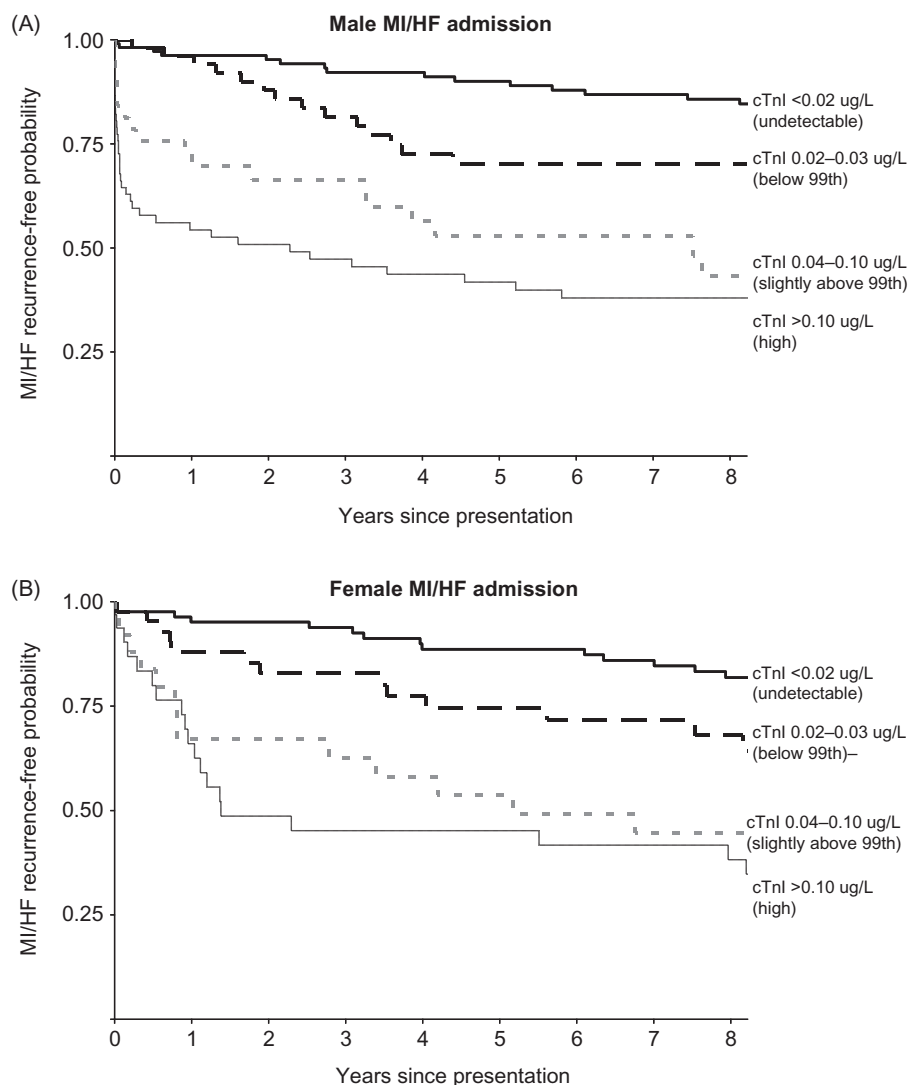 (A)
Male MI/HF admission
MI/HF recurrence-free probability
1.00
0.75
0.50
0.25
0 1 2 3 4 5 6 7 8
Years since presentation
cTnI <0.02 ug/L
(undetectable)
cTnI 0.02–0.03 ug/L
(below 99th)
cTnI 0.04–0.10 ug/L
(slightly above 99th)
cTnI >0.10 ug/L
(high)
(B)
Female MI/HF admission
MI/HF recurrence-free probability
1.00
0.75
0.50
0.25
0 1 2 3 4 5 6 7 8
Years since presentation
cTnI <0.02 ug/L
(undetectable)
cTnI 0.02–0.03 ug/L
(below 99th)–
cTnI 0.04–0.10 ug/L
(slightly above 99th)
cTnI >0.10 ug/L
(high)